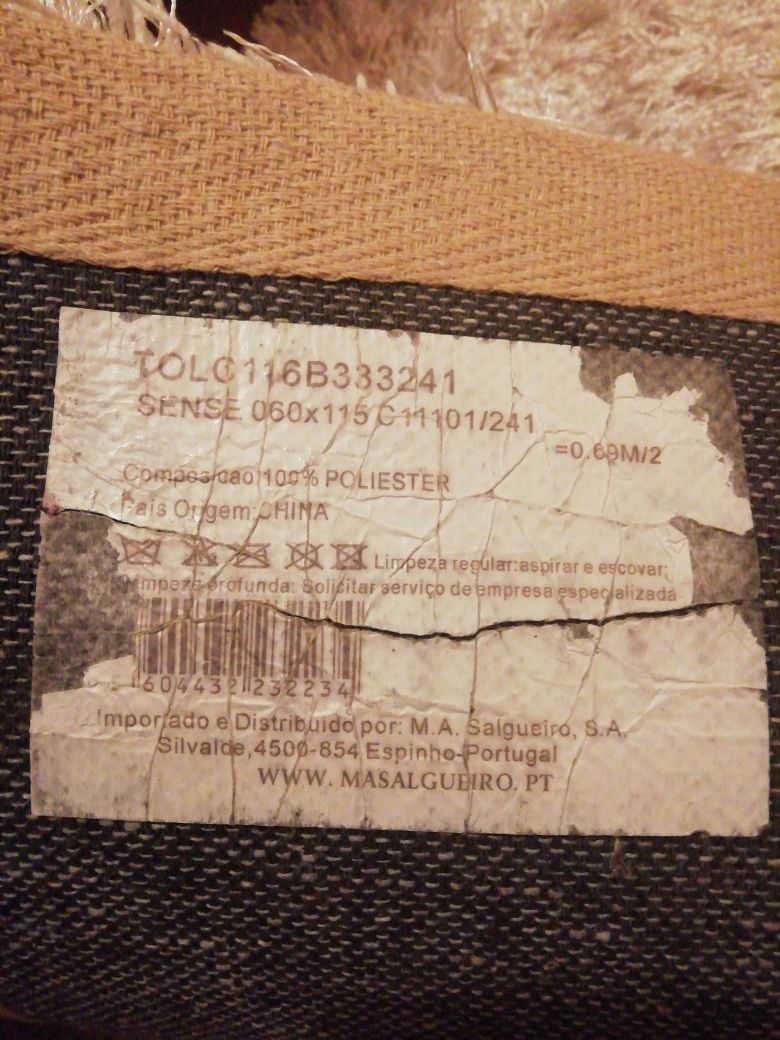 TOLC116B333241
SENSE 060x115 C11101/241
=0.69M/2
Composicao 100% POLIESTER
Pais Origem:CHINA
Limpeza regular:aspirar e escovar;
Limpeza profunda: Solicitar serviço de empresa especializada
604432 232234
Importado e Distribuido por: M.A. Salgueiro, S.A.
Silvalde,4500-854 Espinho-Portugal
WWW. MASALGUEIRO. PT